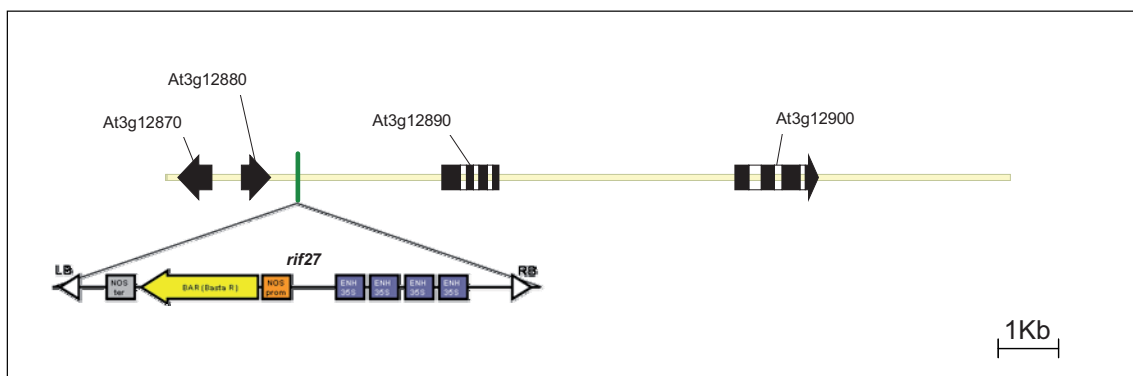 At3g12880
At3g12870
At3g12890
At3g12900
rif27
LB
RB
NOS
ter
BAR (Basta R)
NOS
prom
ENH
35S
ENH
35S
ENH
35S
ENH
35S
1Kb